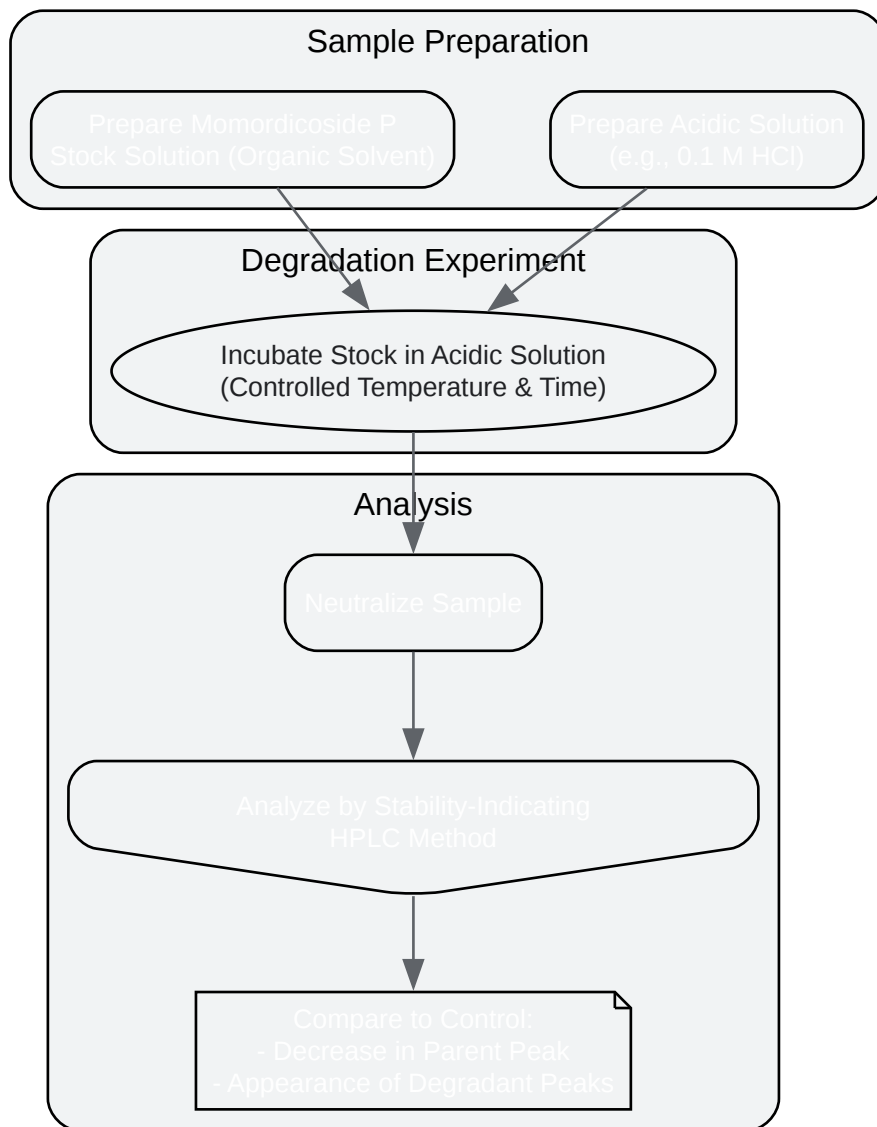 Sample Preparation
Prepare Momordicoside P
Stock Solution (Organic Solvent)
Prepare Acidic Solution
(e.g., 0.1 M HCl)
Degradation Experiment
Incubate Stock in Acidic Solution
(Controlled Temperature & Time)
Analysis
Neutralize Sample
Analyze by Stability-Indicating
HPLC Method
Compare to Control:
- Decrease in Parent Peak
- Appearance of Degradant Peaks